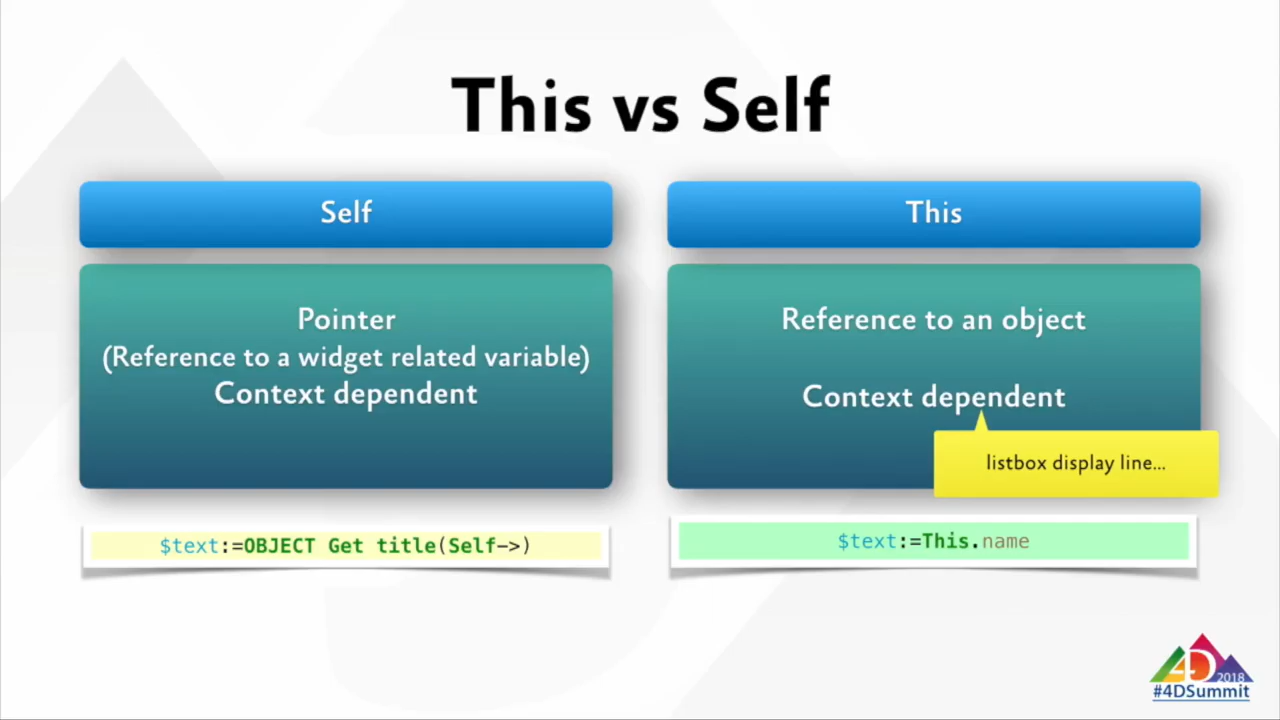 This vs Self
Self
Pointer
(Reference to a widget related variable)
Context dependent
$text:=OBJECT Get title(Self->)
This
Reference to an object
Context dependent
listbox display line...
$text:=This.name
4D
2018
#4DSummit